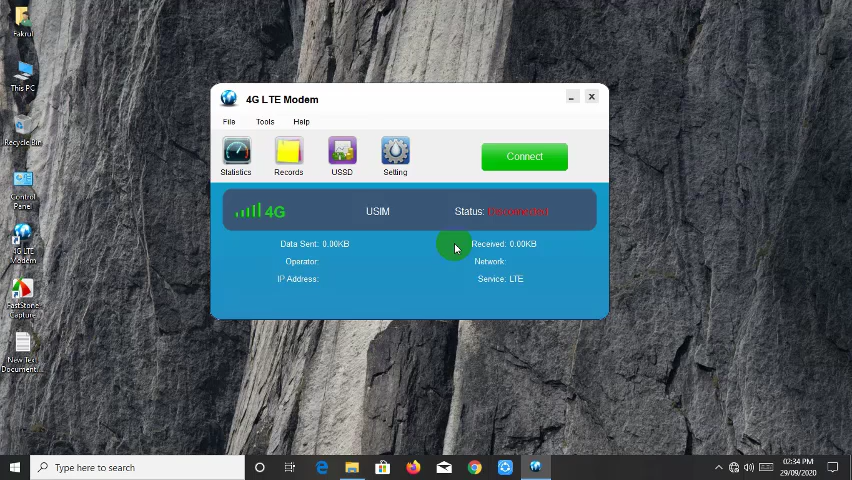 Fakrul
This PC
Recycle Bin
Control
Panel
4G LTE
Modem
FastStone
Capture
New Text
Document...
4G LTE Modem
File Tools Help
Statistics Records USSD Setting
Connect
4G USIM Status: Disconnected
Data Sent: 0.00KB Received: 0.00KB
Operator: Network:
IP Address: Service: LTE
Type here to search
02:34 PM
29/09/2020